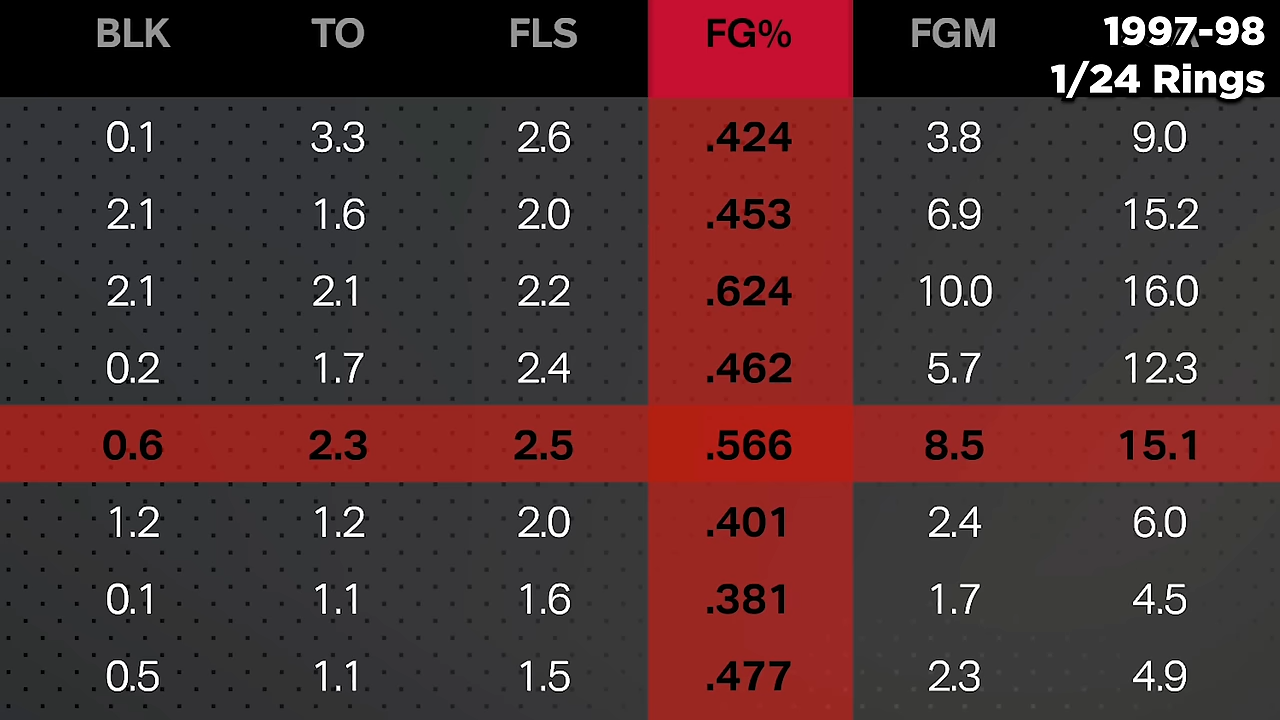 BLK TO FLS FG% FGM 1997-98
1/24 Rings
0.1 3.3 2.6 .424 3.8 9.0
2.1 1.6 2.0 .453 6.9 15.2
2.1 2.1 2.2 .624 10.0 16.0
0.2 1.7 2.4 .462 5.7 12.3
0.6 2.3 2.5 .566 8.5 15.1
1.2 1.2 2.0 .401 2.4 6.0
0.1 1.1 1.6 .381 1.7 4.5
0.5 1.1 1.5 .477 2.3 4.9